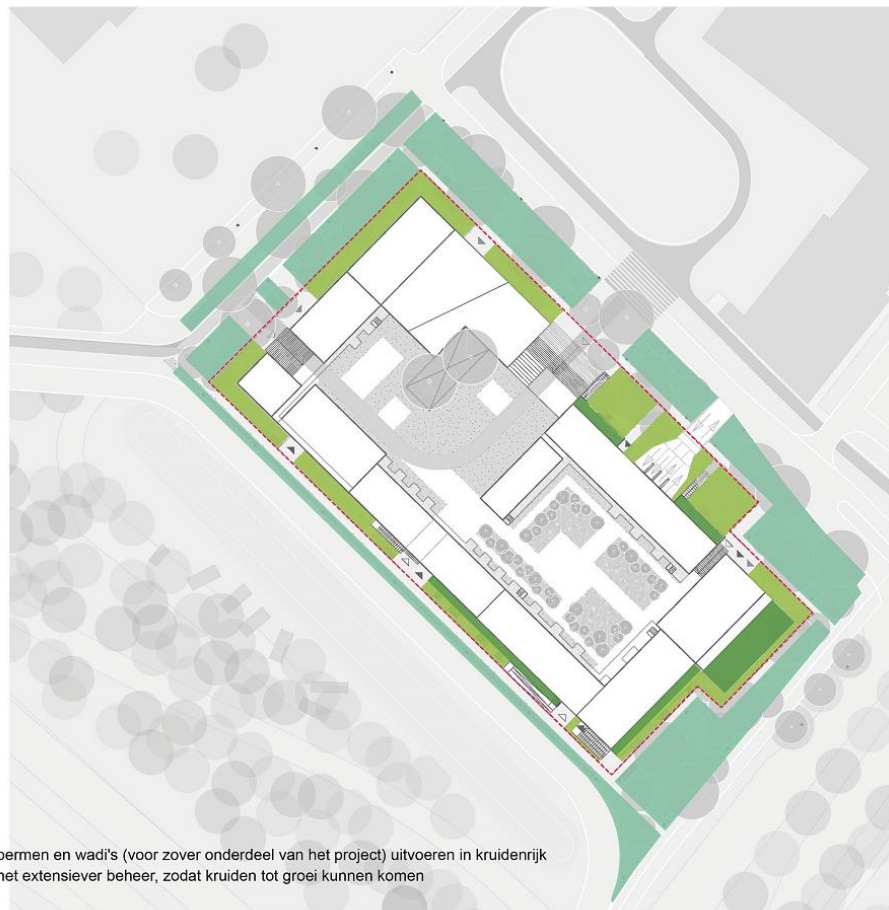 bermen en wadi's (voor zover onderdeel van het project) uitvoeren in kruidenrijk
met extensiever beheer, zodat kruiden tot groei kunnen komen